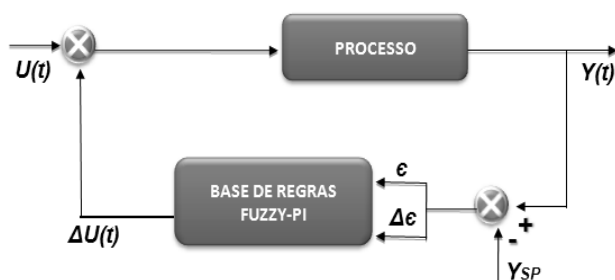 PROCESSO
U(t)
Y(t)
BASE DE REGRAS
FUZZY-PI
ϵ
Δϵ
ΔU(t)
+
-
YSP